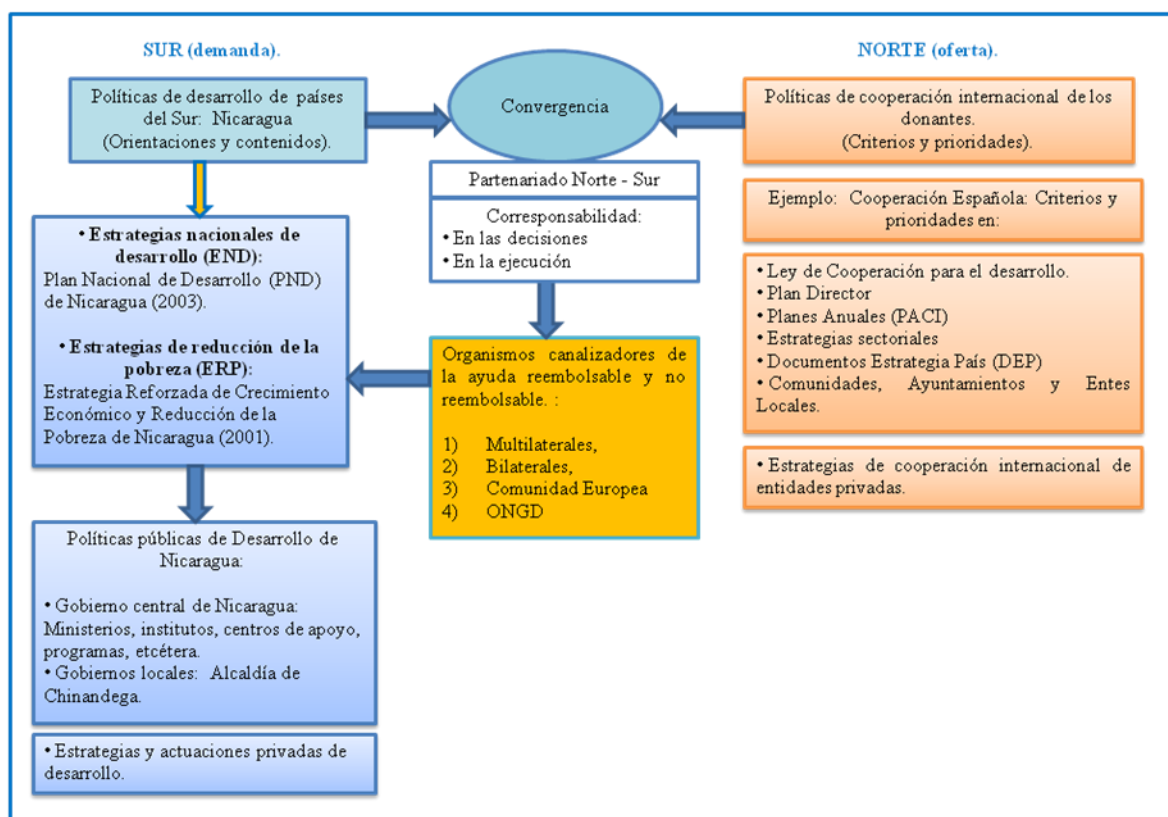 SUR (demanda).
Políticas de desarrollo de países
del Sur: Nicaragua
(Orientaciones y contenidos).
• Estrategias nacionales de
desarrollo (END):
Plan Nacional de Desarrollo (PND)
de Nicaragua (2003).
• Estrategias de reducción de la
pobreza (ERP):
Estrategia Reforzada de Crecimiento
Económico y Reducción de la
Pobreza de Nicaragua (2001).
Políticas públicas de Desarrollo de
Nicaragua:
• Gobierno central de Nicaragua:
Ministerios, institutos, centros de apoyo,
programas, etcétera.
• Gobiernos locales: Alcaldía de
Chinandega.
• Estrategias y actuaciones privadas de
desarrollo.
Convergencia
Partenariado Norte - Sur
Corresponsabilidad:
• En las decisiones
• En la ejecución
Organismos canalizadores de
la ayuda reembolsable y no
reembolsable. :
1) Multilaterales,
2) Bilaterales,
3) Comunidad Europea
4) ONGD
NORTE (oferta).
Políticas de cooperación internacional de los
donantes.
(Criterios y prioridades).
Ejemplo: Cooperación Española: Criterios y
prioridades en:
• Ley de Cooperación para el desarrollo.
• Plan Director
• Planes Anuales (PACI)
• Estrategias sectoriales
• Documentos Estrategia País (DEP)
• Comunidades, Ayuntamientos y Entes
Locales.
• Estrategias de cooperación internacional de
entidades privadas.